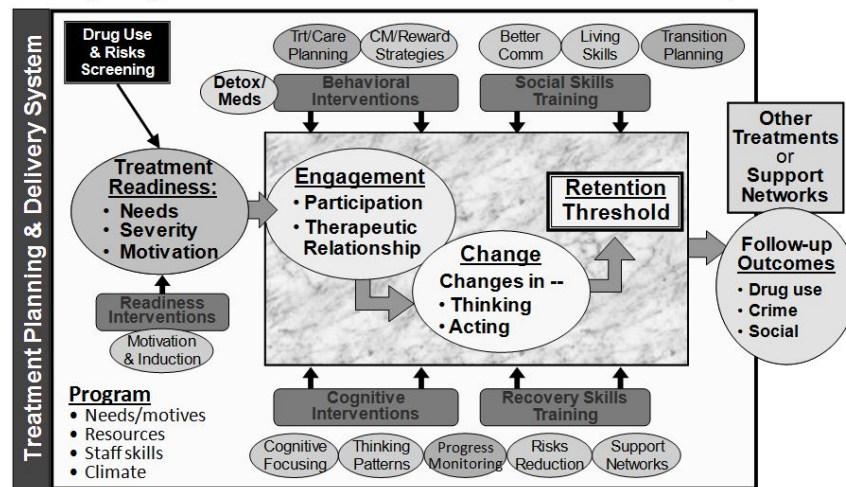 Treatment Planning & Delivery System
Drug Use
& Risks
Screening
Trt/Care
Planning
CM/Reward
Strategies
Better
Comm
Living
Skills
Transition
Planning
Detox/
Meds
Behavioral
Interventions
Social Skills
Training
Treatment
Readiness:
• Needs
• Severity
• Motivation
Engagement
• Participation
• Therapeutic
Relationship
Change
Changes in --
• Thinking
• Acting
Retention
Threshold
Other
Treatments
or
Support
Networks
Follow-up
Outcomes
• Drug use
• Crime
• Social
Readiness
Interventions
Motivation
& Induction
Program
• Needs/motives
• Resources
• Staff skills
• Climate
Cognitive
Interventions
Recovery Skills
Training
Cognitive
Focusing
Thinking
Patterns
Progress
Monitoring
Risks
Reduction
Support
Networks